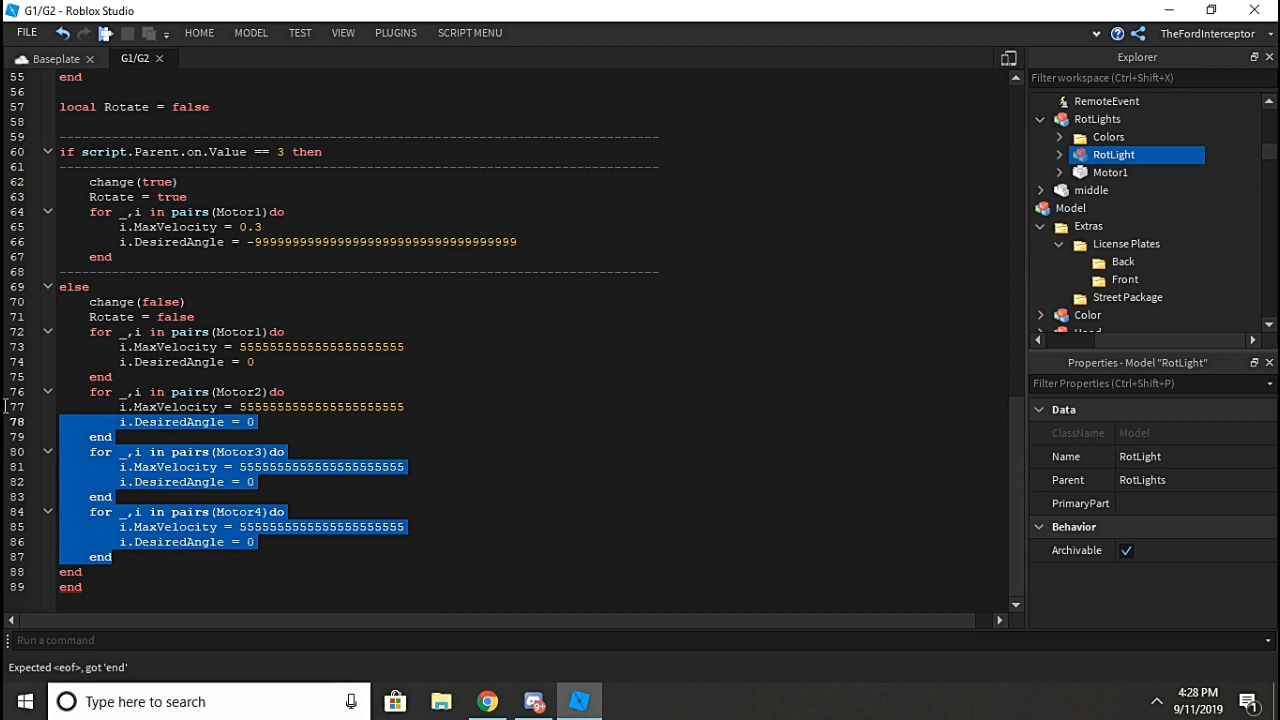 G1/G2 - Roblox Studio
FILE HOME MODEL TEST VIEW PLUGINS SCRIPT MENU TheFordInterceptor
Baseplate G1/G2
55 end
56
57 local Rotate = false
58
59 --------------------------------------------------------------------------------
60 if script.Parent.on.Value == 3 then
61 --------------------------------------------------------------------------------
62 change(true)
63 Rotate = true
64 for _,i in pairs(Motor1)do
65 i.MaxVelocity = 0.3
66 i.DesiredAngle = -99999999999999999999999999999999999
67 end
68 --------------------------------------------------------------------------------
69 else
70 change(false)
71 Rotate = false
72 for _,i in pairs(Motor1)do
73 i.MaxVelocity = 5555555555555555555555
74 i.DesiredAngle = 0
75 end
76 for _,i in pairs(Motor2)do
77 i.MaxVelocity = 5555555555555555555555
78 i.DesiredAngle = 0
79 end
80 for _,i in pairs(Motor3)do
81 i.MaxVelocity = 5555555555555555555555
82 i.DesiredAngle = 0
83 end
84 for _,i in pairs(Motor4)do
85 i.MaxVelocity = 5555555555555555555555
86 i.DesiredAngle = 0
87 end
88 end
89 end
Run a command
Expected <eof>, got 'end'
Explorer
Filter workspace (Ctrl+Shift+X)
RemoteEvent
RotLights
Colors
RotLight
Motor1
middle
Model
Extras
License Plates
Back
Front
Street Package
Color
Properties - Model "RotLight"
Filter Properties (Ctrl+Shift+P)
Data
ClassName Model
Name RotLight
Parent RotLights
PrimaryPart
Behavior
Archivable
Type here to search
4:28 PM
9/11/2019
1